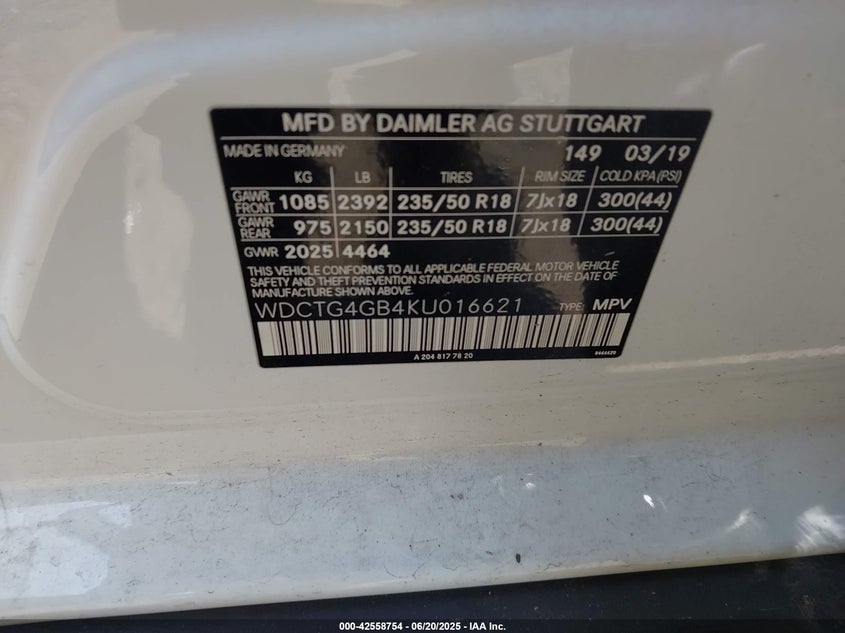 MFD BY DAIMLER AG STUTTGART
MADE IN GERMANY 149 03/19
KG LB TIRES RIM SIZE COLD KPA (PSI)
GAWR FRONT 1085 2392 235/50 R18 7Jx18 300(44)
GAWR REAR 975 2150 235/50 R18 7Jx18 300(44)
GVWR 2025 4464
THIS VEHICLE CONFORMS TO ALL APPLICABLE FEDERAL MOTOR VEHICLE
SAFETY AND THEFT PREVENTION STANDARDS IN EFFECT ON THE DATE OF
MANUFACTURE SHOWN ABOVE.
WDCTG4GB4KU016621 TYPE: MPV
A 204 817 78 20
000-42558754 - 06/20/2025 - IAA Inc.